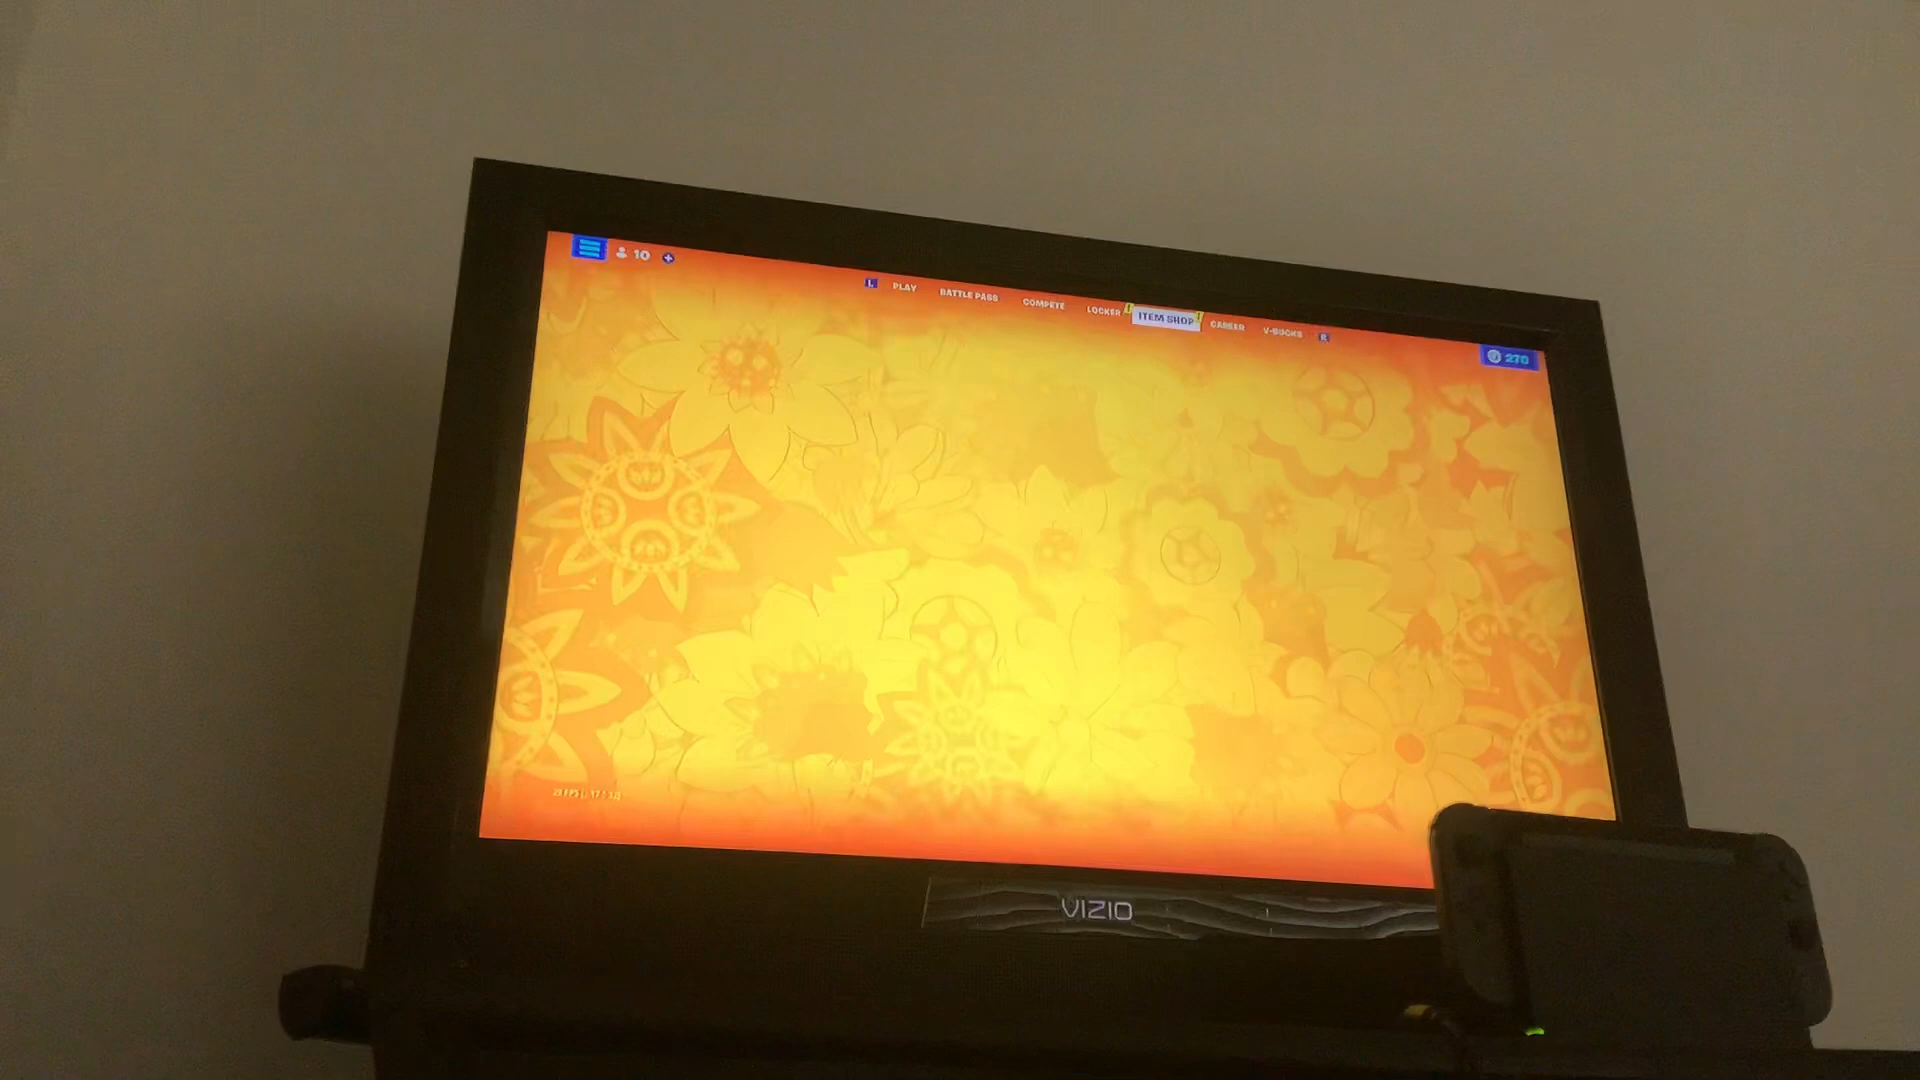 10
L PLAY BATTLE PASS COMPETE LOCKER ITEM SHOP CAREER V-BUCKS R
270
VIZIO